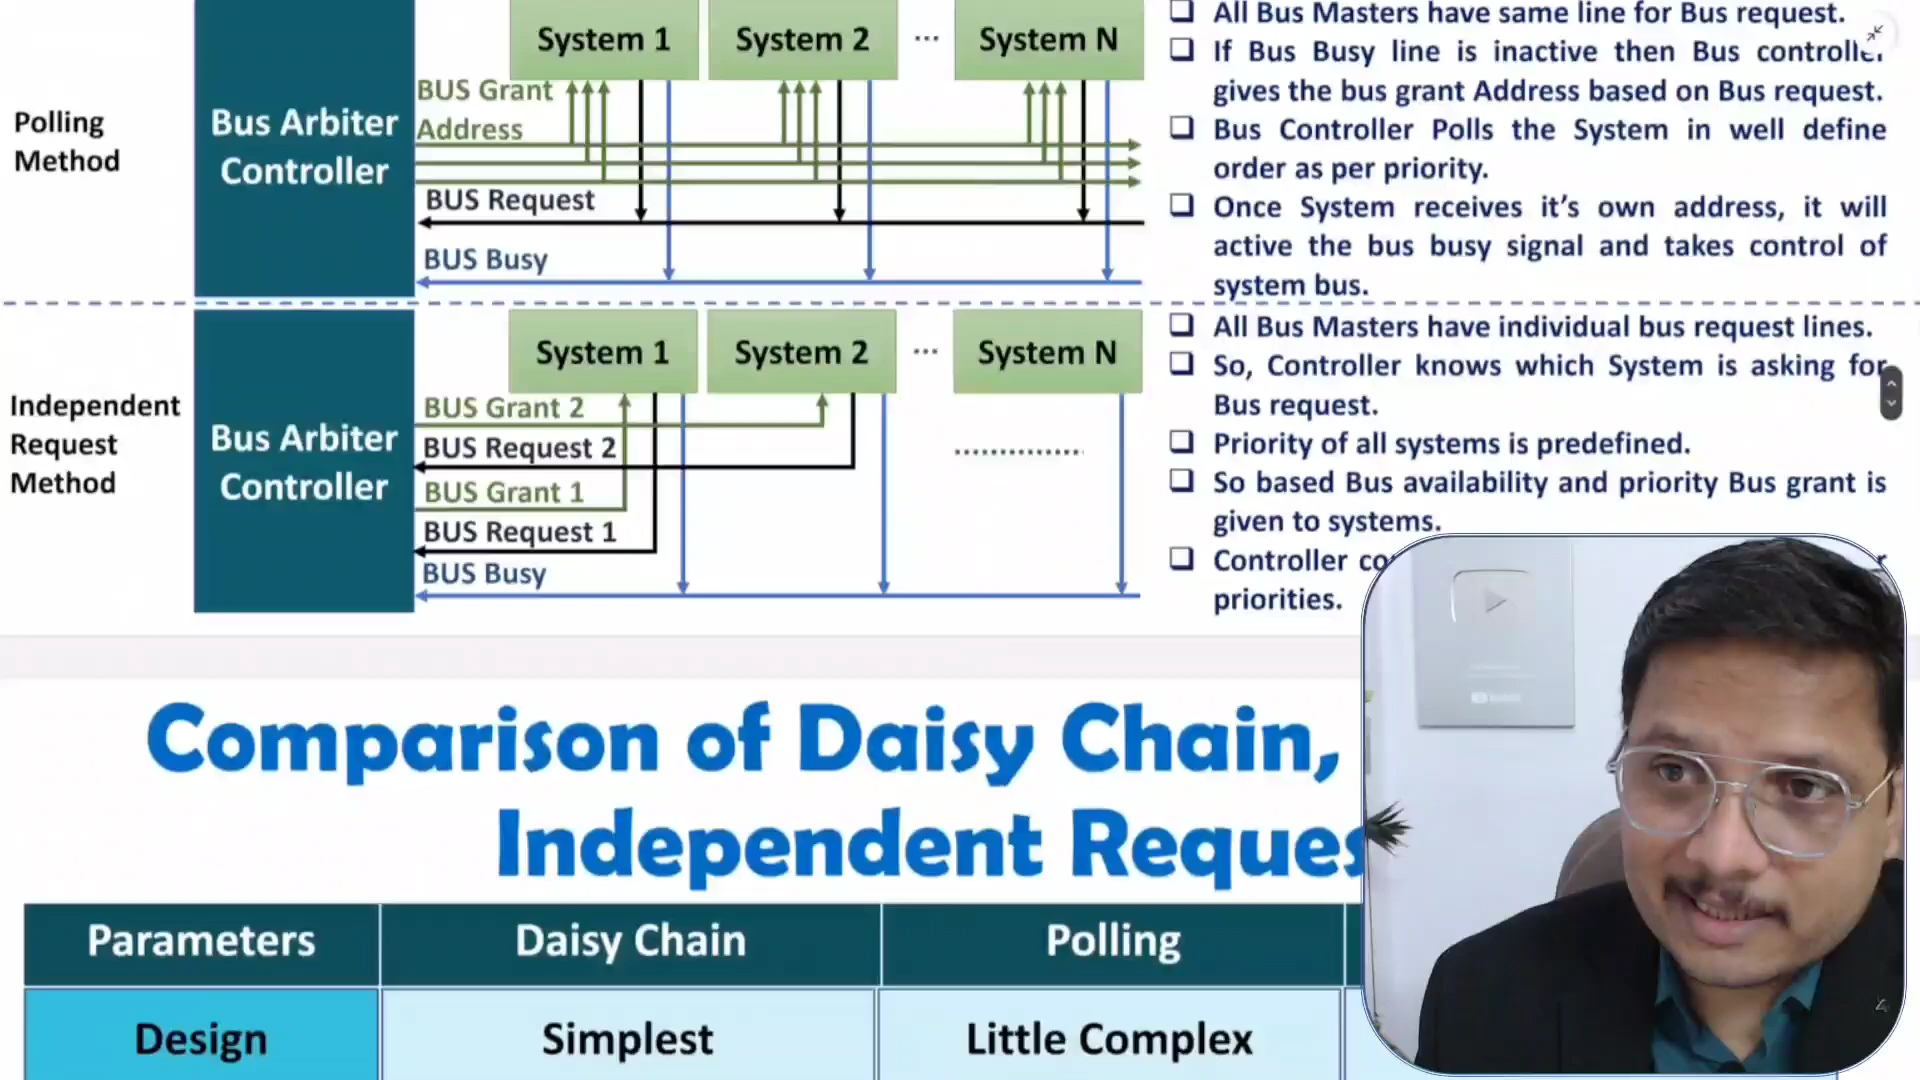 Polling
Method
Bus Arbiter
Controller
System 1
System 2
...
System N
BUS Grant
Address
BUS Request
BUS Busy
❑ All Bus Masters have same line for Bus request.
❑ If Bus Busy line is inactive then Bus controller
gives the bus grant Address based on Bus request.
❑ Bus Controller Polls the System in well define
order as per priority.
❑ Once System receives it's own address, it will
active the bus busy signal and takes control of
system bus.
Independent
Request
Method
Bus Arbiter
Controller
System 1
System 2
...
System N
BUS Grant 2
BUS Request 2
BUS Grant 1
BUS Request 1
BUS Busy
❑ All Bus Masters have individual bus request lines.
❑ So, Controller knows which System is asking for
Bus request.
❑ Priority of all systems is predefined.
❑ So based Bus availability and priority Bus grant is
given to systems.
❑ Controller
priorities.
Comparison of Daisy Chain,
Independent
Parameters
Daisy Chain
Polling
Design
Simplest
Little Complex